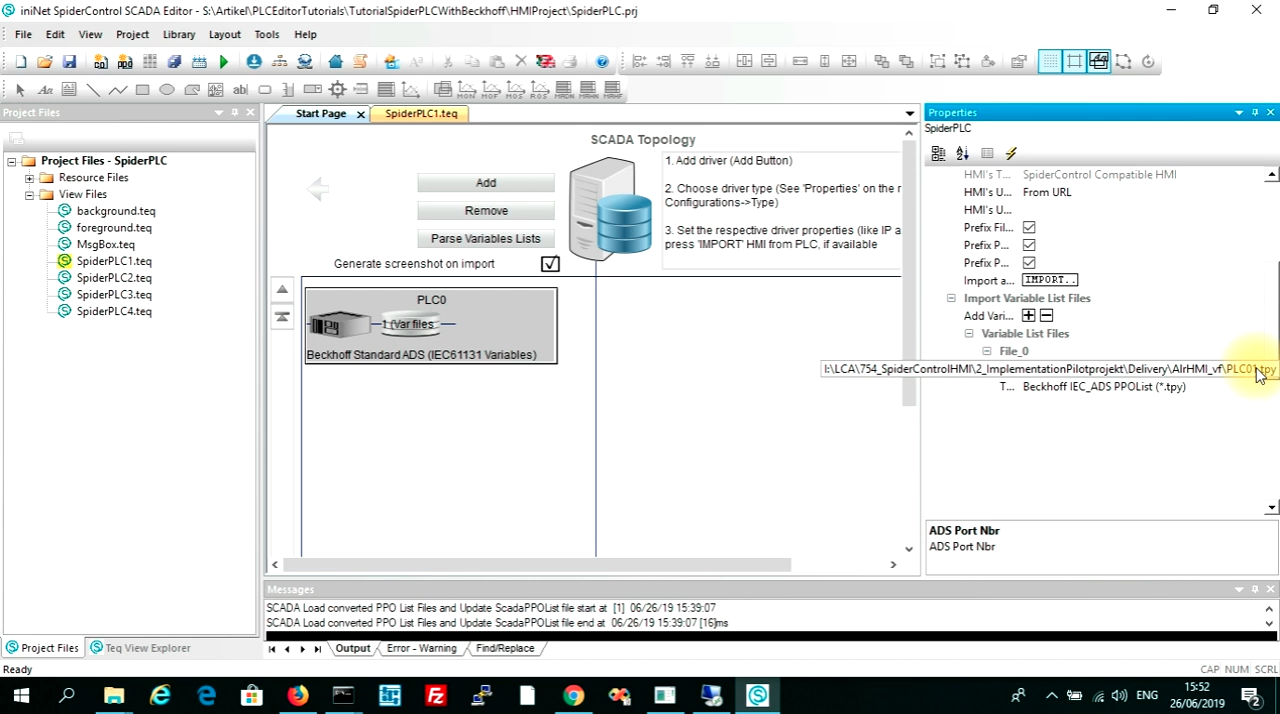 iniNet SpiderControl SCADA Editor - S:\Artikel\PLCEditorTutorials\TutorialSpiderPLCWithBeckhoff\HMIProject\SpiderPLC.prj
File Edit View Project Library Layout Tools Help
Project Files
Project Files - SpiderPLC
Resource Files
View Files
background.teq
foreground.teq
MsgBox.teq
SpiderPLC1.teq
SpiderPLC2.teq
SpiderPLC3.teq
SpiderPLC4.teq
Project Files Teq View Explorer
Start Page SpiderPLC1.teq
SCADA Topology
Add
Remove
Parse Variables Lists
Generate screenshot on import
1. Add driver (Add Button)
2. Choose driver type (See 'Properties' on the r
Configurations->Type)
3. Set the respective driver properties (like IP a
press 'IMPORT' HMI from PLC, if available
PLC0
1 (Var files
Beckhoff Standard ADS (IEC61131 Variables)
Properties
SpiderPLC
HMI's T... SpiderControl Compatible HMI
HMI's U... From URL
HMI's U...
Prefix Fil...
Prefix P...
Prefix P...
Import a... IMPORT..
Import Variable List Files
Add Vari...
Variable List Files
File_0
I:\LCA\754_SpiderControlHMI\2_ImplementationPilotprojekt\Delivery\AIrHMI_vf\PLC01.tpy
T... Beckhoff IEC_ADS PPOList (*.tpy)
ADS Port Nbr
ADS Port Nbr
Messages
SCADA Load converted PPO List Files and Update ScadaPPOList file start at [1] 06/26/19 15:39:07
SCADA Load converted PPO List Files and Update ScadaPPOList file end at 06/26/19 15:39:07 [16]ms
Output Error - Warning Find/Replace
Ready
CAP NUM SCRL
ENG
15:52
26/06/2019